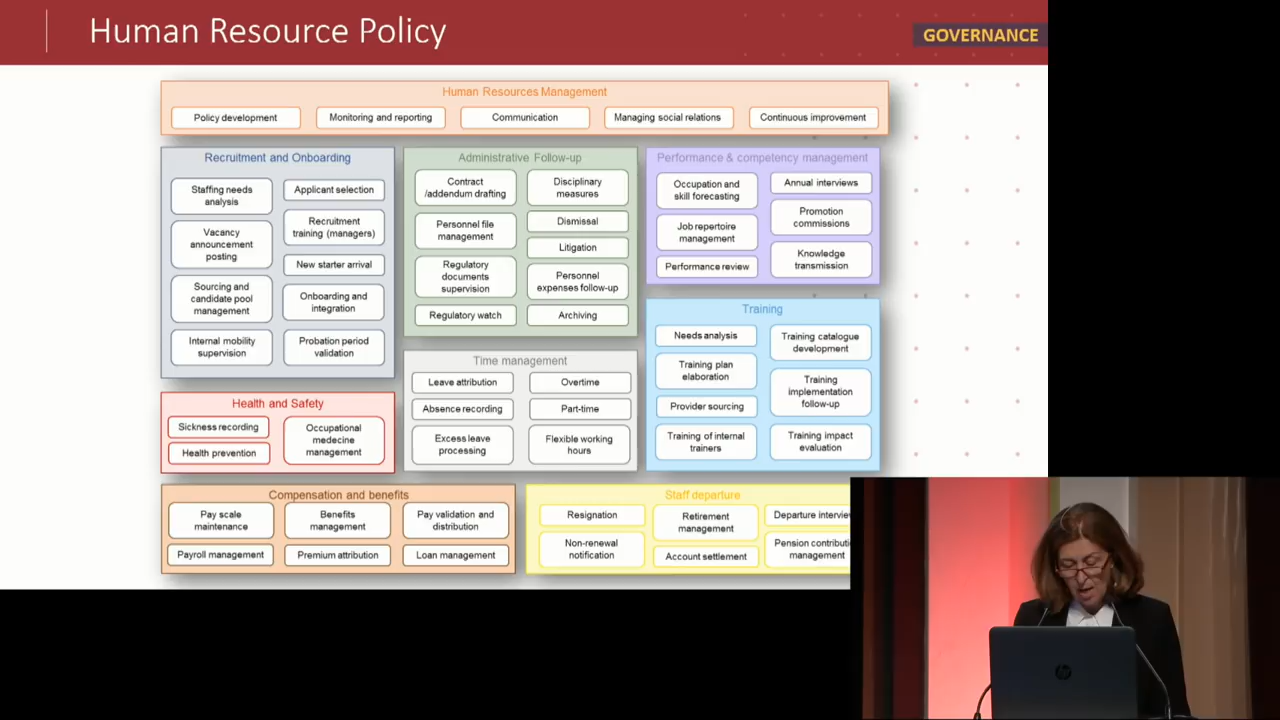 Human Resource Policy
GOVERNANCE
Human Resources Management
Policy development
Monitoring and reporting
Communication
Managing social relations
Continuous improvement
Recruitment and Onboarding
Staffing needs
analysis
Vacancy
announcement
posting
Sourcing and
candidate pool
management
Internal mobility
supervision
Applicant selection
Recruitment
training (managers)
New starter arrival
Onboarding and
integration
Probation period
validation
Administrative Follow-up
Contract
/addendum drafting
Personnel file
management
Regulatory
documents
supervision
Regulatory watch
Disciplinary
measures
Dismissal
Litigation
Personnel
expenses follow-up
Archiving
Performance & competency management
Occupation and
skill forecasting
Job repertoire
management
Performance review
Annual interviews
Promotion
commissions
Knowledge
transmission
Health and Safety
Sickness recording
Health prevention
Occupational
medecine
management
Time management
Leave attribution
Absence recording
Excess leave
processing
Overtime
Part-time
Flexible working
hours
Training
Needs analysis
Training plan
elaboration
Provider sourcing
Training of internal
trainers
Training catalogue
development
Training
implementation
follow-up
Training impact
evaluation
Compensation and benefits
Pay scale
maintenance
Payroll management
Benefits
management
Premium attribution
Pay validation and
distribution
Loan management
Staff departure
Resignation
Non-renewal
notification
Retirement
management
Account settlement
Departure interview
Pension contributi
management
hp